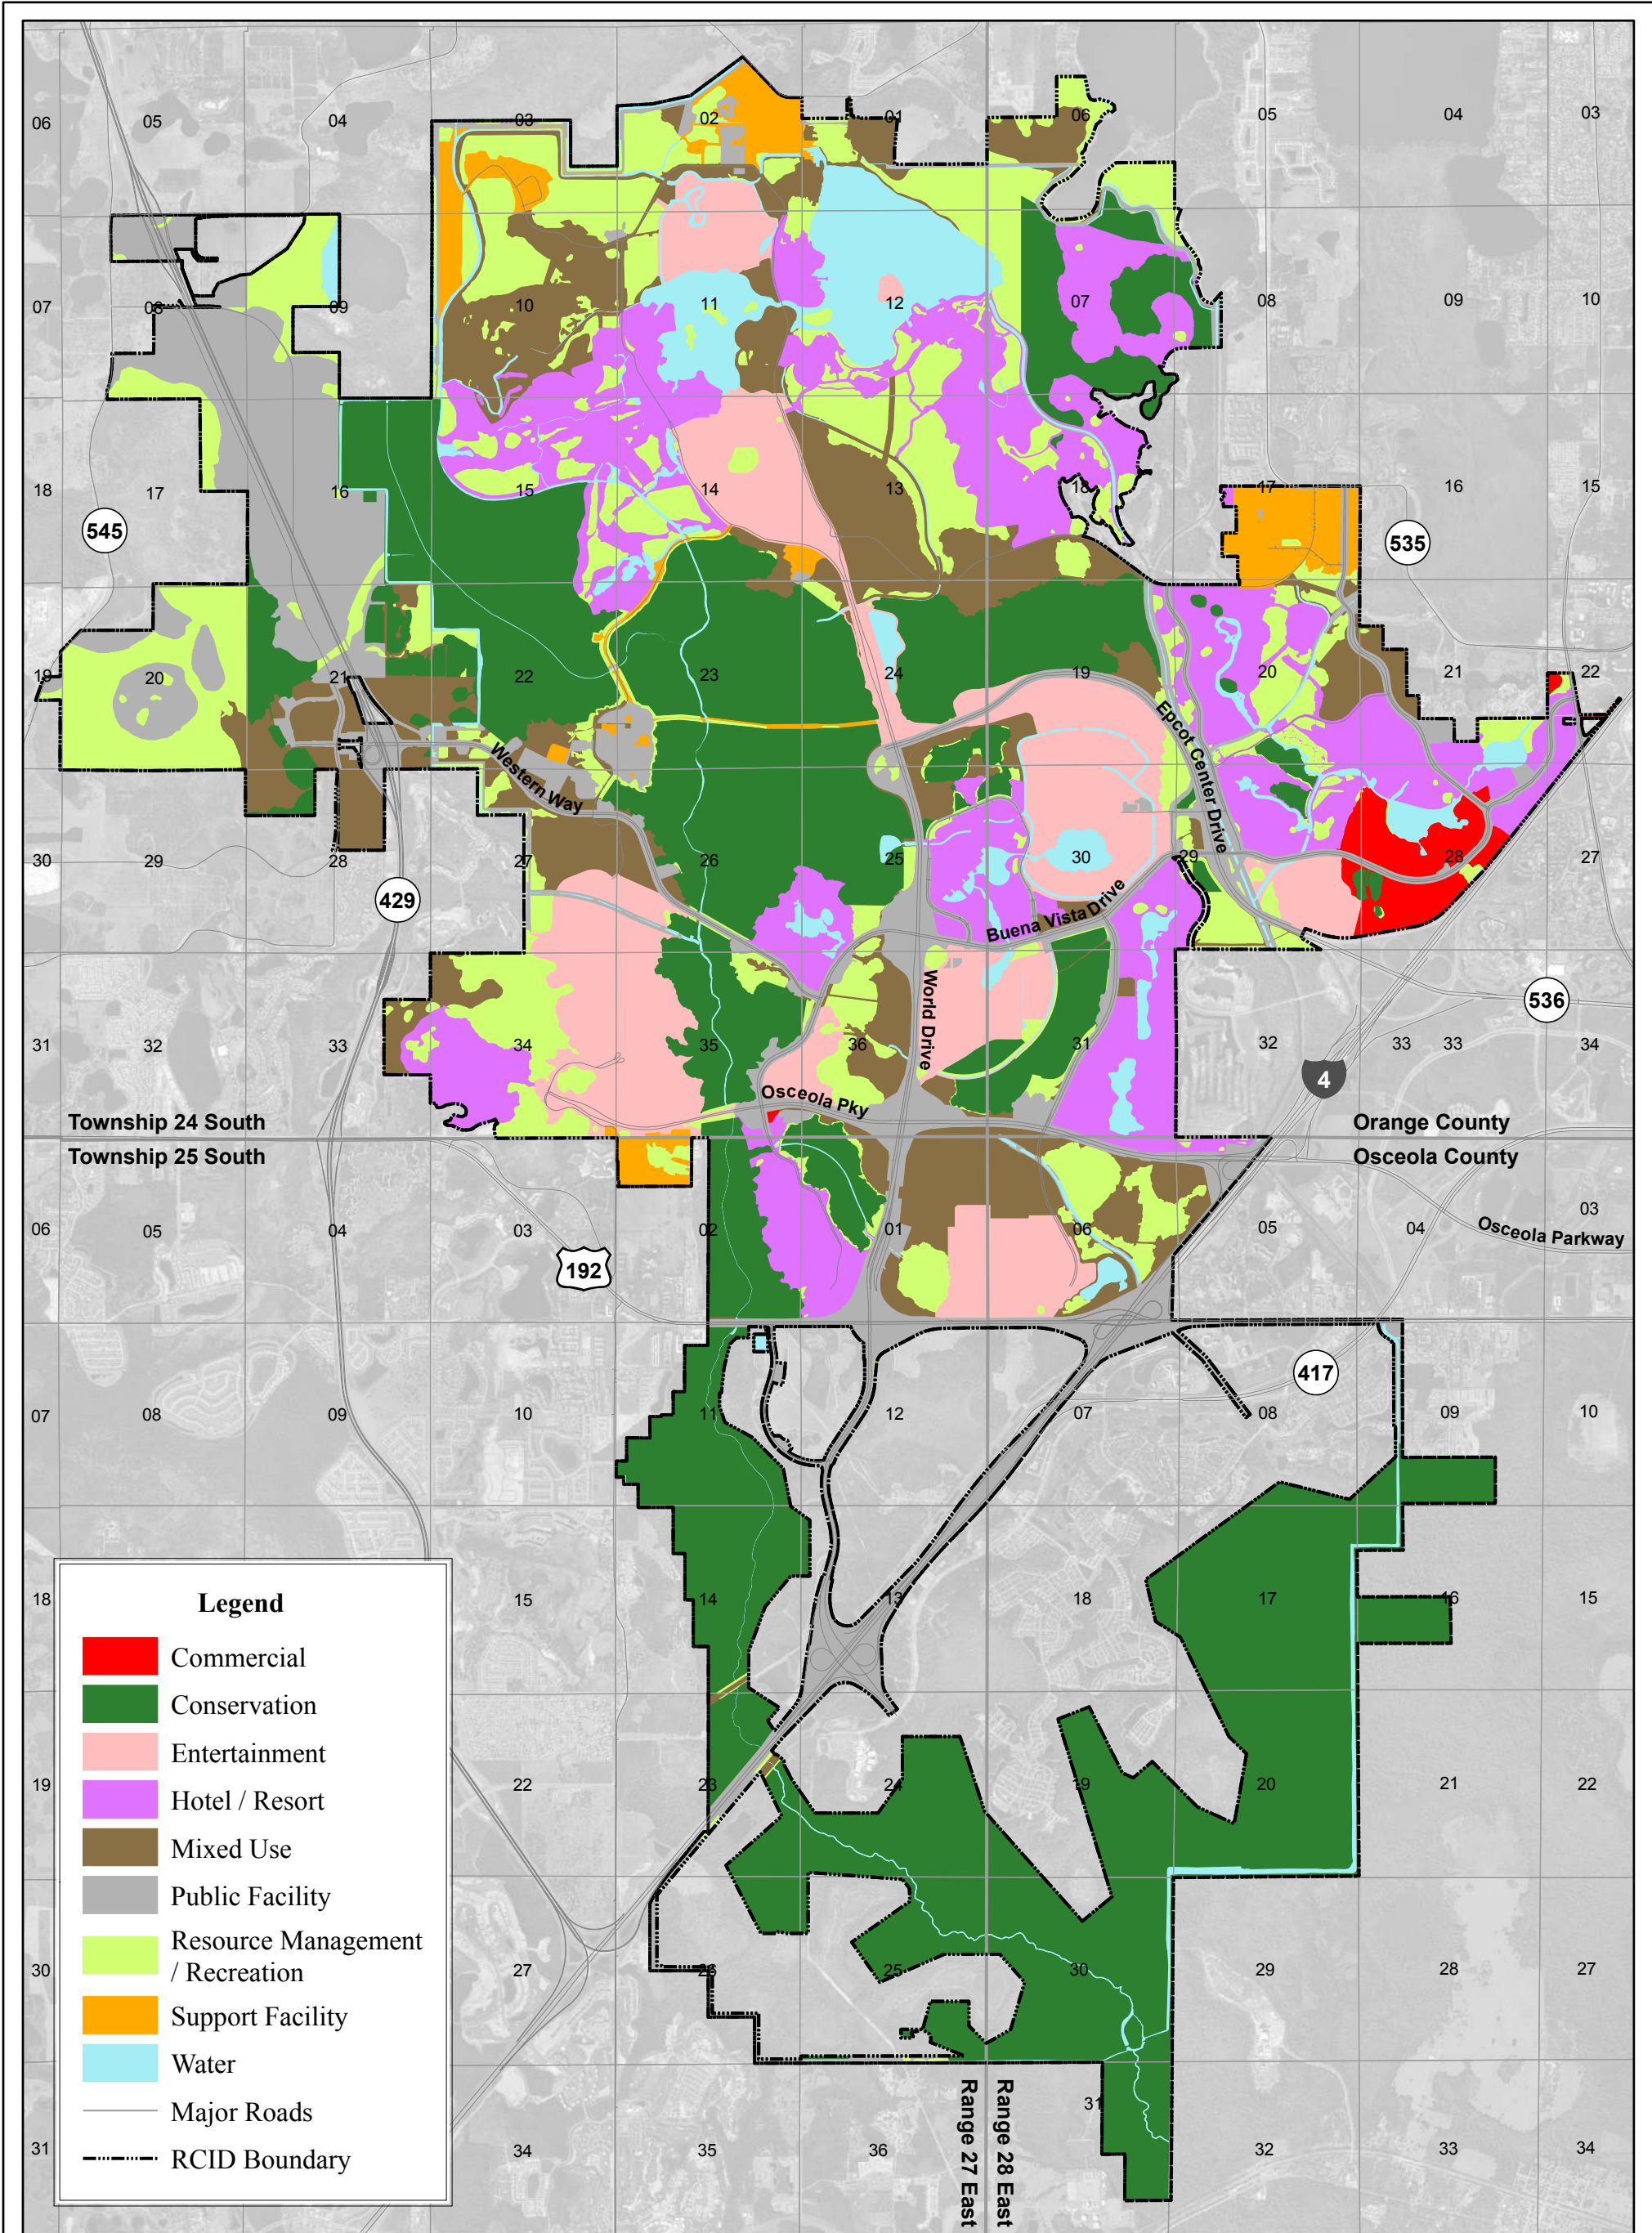 06 05 04 03 02 01 06 05 04 03
07 08 09 10 11 12 07 08 09 10
18 17 16 15 14 13 18 17 16 15
545
535
19 20 21 22 23 24 19 20 21 22
Western Way
Epcot Center Drive
30 29 28 27 26 25 30 29 28 27
429
Buena Vista Drive
World Drive
536
31 32 33 34 35 36 31 32 33 33 34
4
Osceola Pky
Township 24 South
Orange County
Township 25 South
Osceola County
06 05 04 03 02 01 06 05 04 03
Osceola Parkway
192
417
07 08 09 10 11 12 07 08 09 10
18 15 14 13 18 17 16 15
19 22 23 24 19 20 21 22
30 27 26 25 30 29 28 27
31 34 35 36 31 32 33 34
Range 27 East
Range 28 East
Legend
Commercial
Conservation
Entertainment
Hotel / Resort
Mixed Use
Public Facility
Resource Management
/ Recreation
Support Facility
Water
Major Roads
RCID Boundary